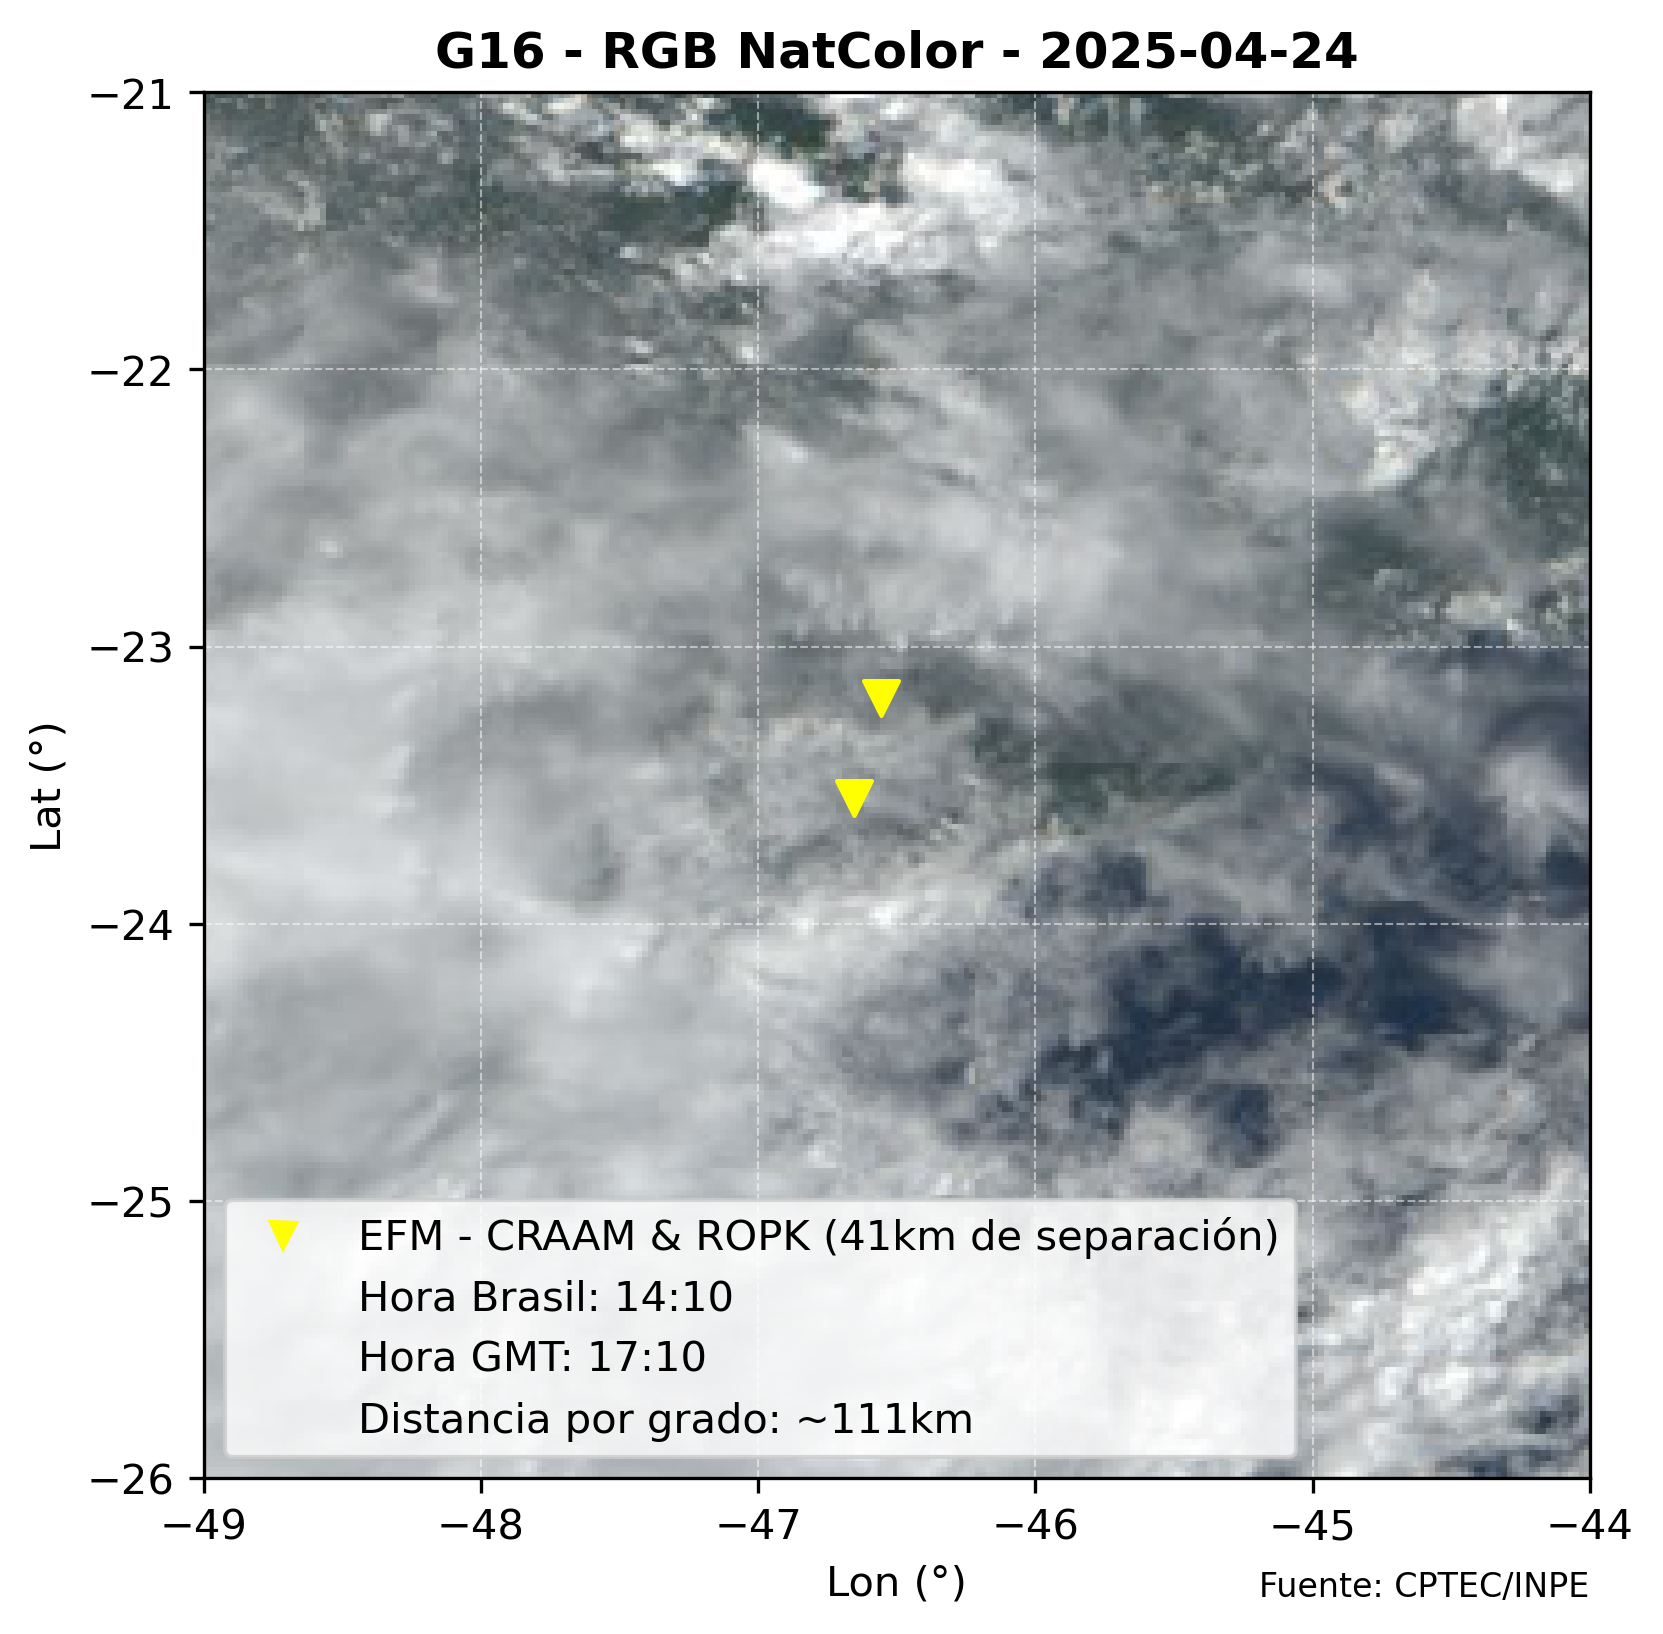 G16 - RGB NatColor - 2025-04-24
−21
−22
−23
−24
−25
−26
Lat (°)
EFM - CRAAM & ROPK (41km de separación)
Hora Brasil: 14:10
Hora GMT: 17:10
Distancia por grado: ~111km
−49 −48 −47 −46 −45 −44
Lon (°)
Fuente: CPTEC/INPE